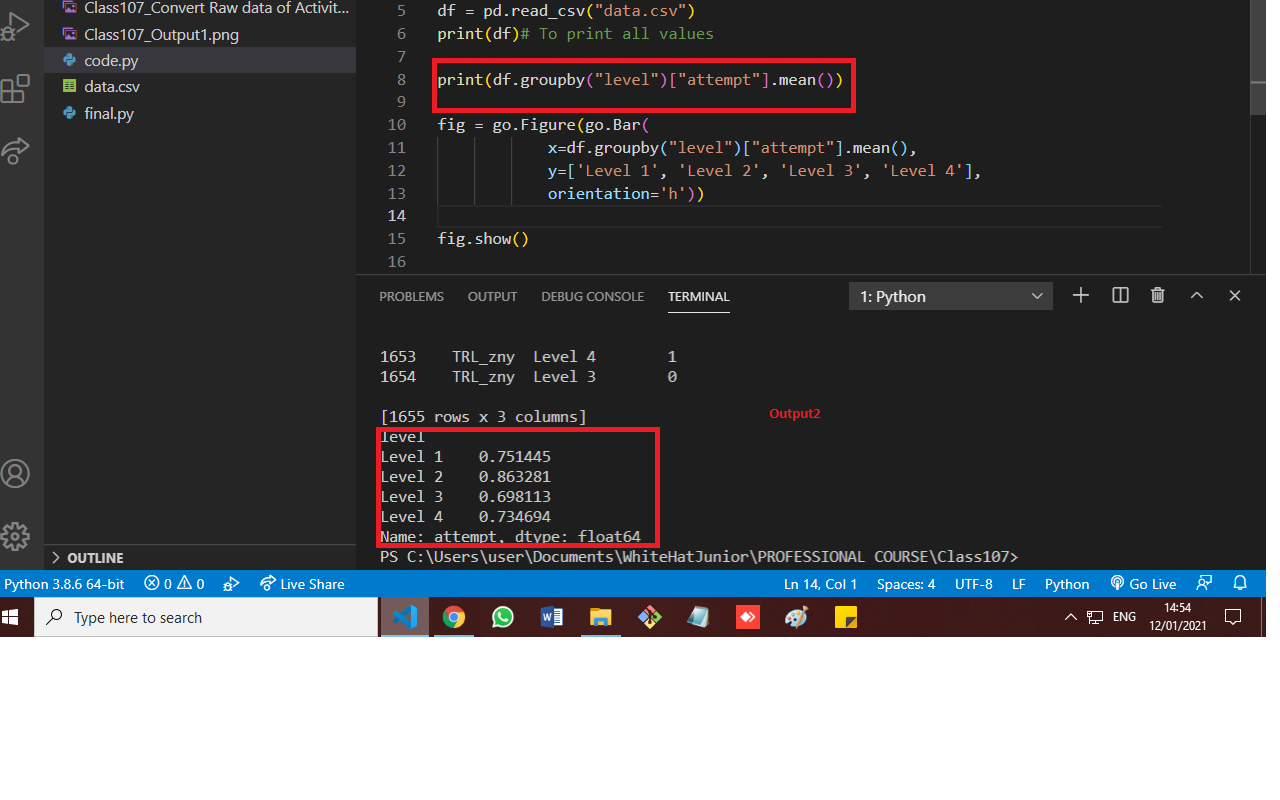 Class107_Convert Raw data of Activit...
Class107_Output1.png
code.py
data.csv
final.py
OUTLINE
5 df = pd.read_csv("data.csv")
6 print(df)# To print all values
7
8 print(df.groupby("level")["attempt"].mean())
9
10 fig = go.Figure(go.Bar(
11 x=df.groupby("level")["attempt"].mean(),
12 y=['Level 1', 'Level 2', 'Level 3', 'Level 4'],
13 orientation='h'))
14
15 fig.show()
16
PROBLEMS OUTPUT DEBUG CONSOLE TERMINAL 1: Python
1653 TRL_zny Level 4 1
1654 TRL_zny Level 3 0
[1655 rows x 3 columns]
Output2
level
Level 1 0.751445
Level 2 0.863281
Level 3 0.698113
Level 4 0.734694
Name: attempt, dtype: float64
PS C:\Users\user\Documents\WhiteHatJunior\PROFESSIONAL COURSE\Class107>
Python 3.8.6 64-bit 0 0 Live Share Ln 14, Col 1 Spaces: 4 UTF-8 LF Python Go Live
Type here to search
ENG
14:54
12/01/2021